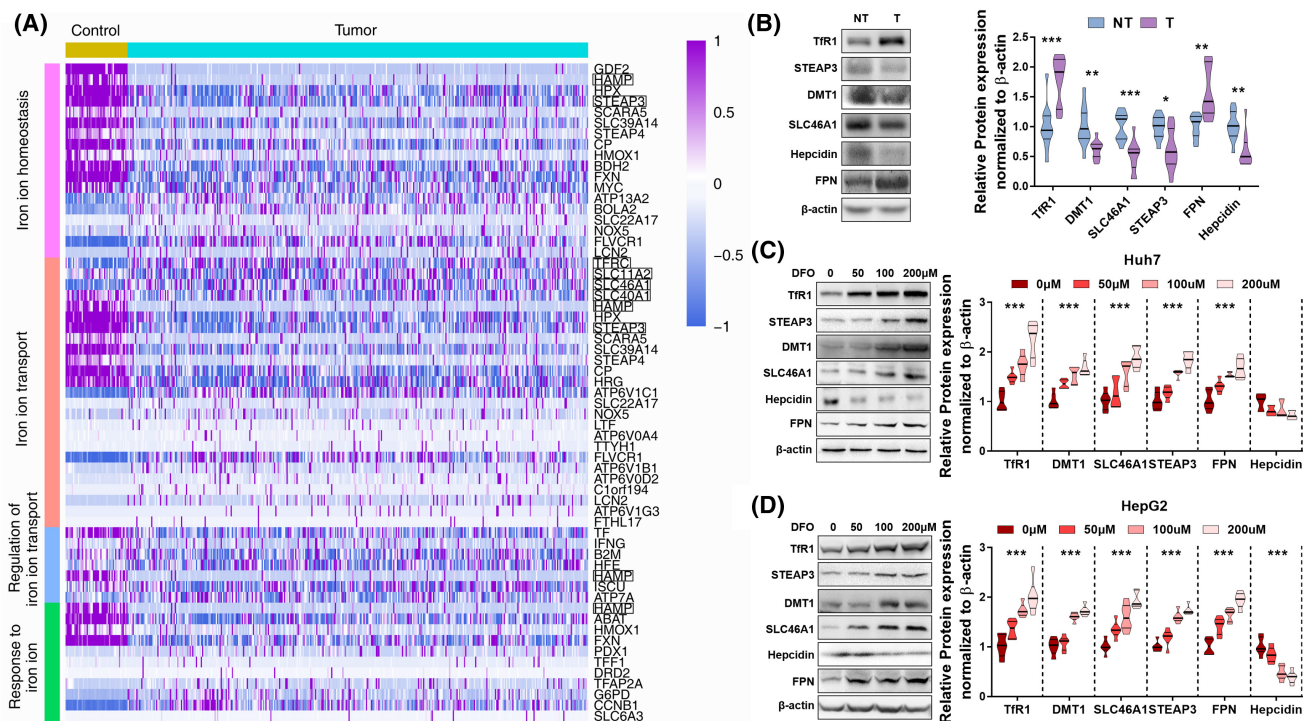 (A)
Control
Tumor
Iron ion homostasis
GDF2
HAMP
HPX
STEAP3
SCARA5
SLC39A14
STEAP4
CP
HMOX1
BDH2
FXN
MYC
ATP13A2
BOLA2
SLC22A17
NOX5
FLVCR1
LCN2
Iron ion transport
TFRC
SLC11A2
SLC46A1
SLC40A1
HAMP
HPX
STEAP3
SCARA5
SLC39A14
STEAP4
CP
HRG
ATP6V1C1
SLC22A17
NOX5
LTF
ATP6V0A4
TTYH1
FLVCR1
ATP6V1B1
ATP6V0D2
C1orf194
LCN2
ATP6V1G3
FTHL17
Regulation of
iron ion transport
TF
IFNG
B2M
HFE
HAMP
ISCU
ATP7A
Response to
iron ion
HAMP
ABAT
HMOX1
FXN
PDX1
TFF1
DRD2
TFAP2A
G6PD
CCNB1
SLC6A3
1
0.5
0
−0.5
−1
(B)
NT T
TfR1
STEAP3
DMT1
SLC46A1
Hepcidin
FPN
β-actin
NT T
Relative Protein expression
normalized to β-actin
2.5
2.0
1.5
1.0
0.5
0.0
*** ** *** * ** **
TfR1 DMT1 SLC46A1 STEAP3 FPN Hepcidin
(C)
DFO 0 50 100 200μM
TfR1
STEAP3
DMT1
SLC46A1
Hepcidin
FPN
β-actin
Huh7
0μM 50μM 100uM 200uM
Relative Protein expression
normalized to β-actin
3
2
1
0
*** *** *** *** ***
TfR1 DMT1 SLC46A1 STEAP3 FPN Hepcidin
(D)
DFO 0 50 100 200μM
TfR1
STEAP3
DMT1
SLC46A1
Hepcidin
FPN
β-actin
HepG2
0μM 50μM 100uM 200uM
Relative Protein expression
normalized to β-actin
3
2
1
0
*** *** *** *** *** ***
TfR1 DMT1 SLC46A1 STEAP3 FPN Hepcidin